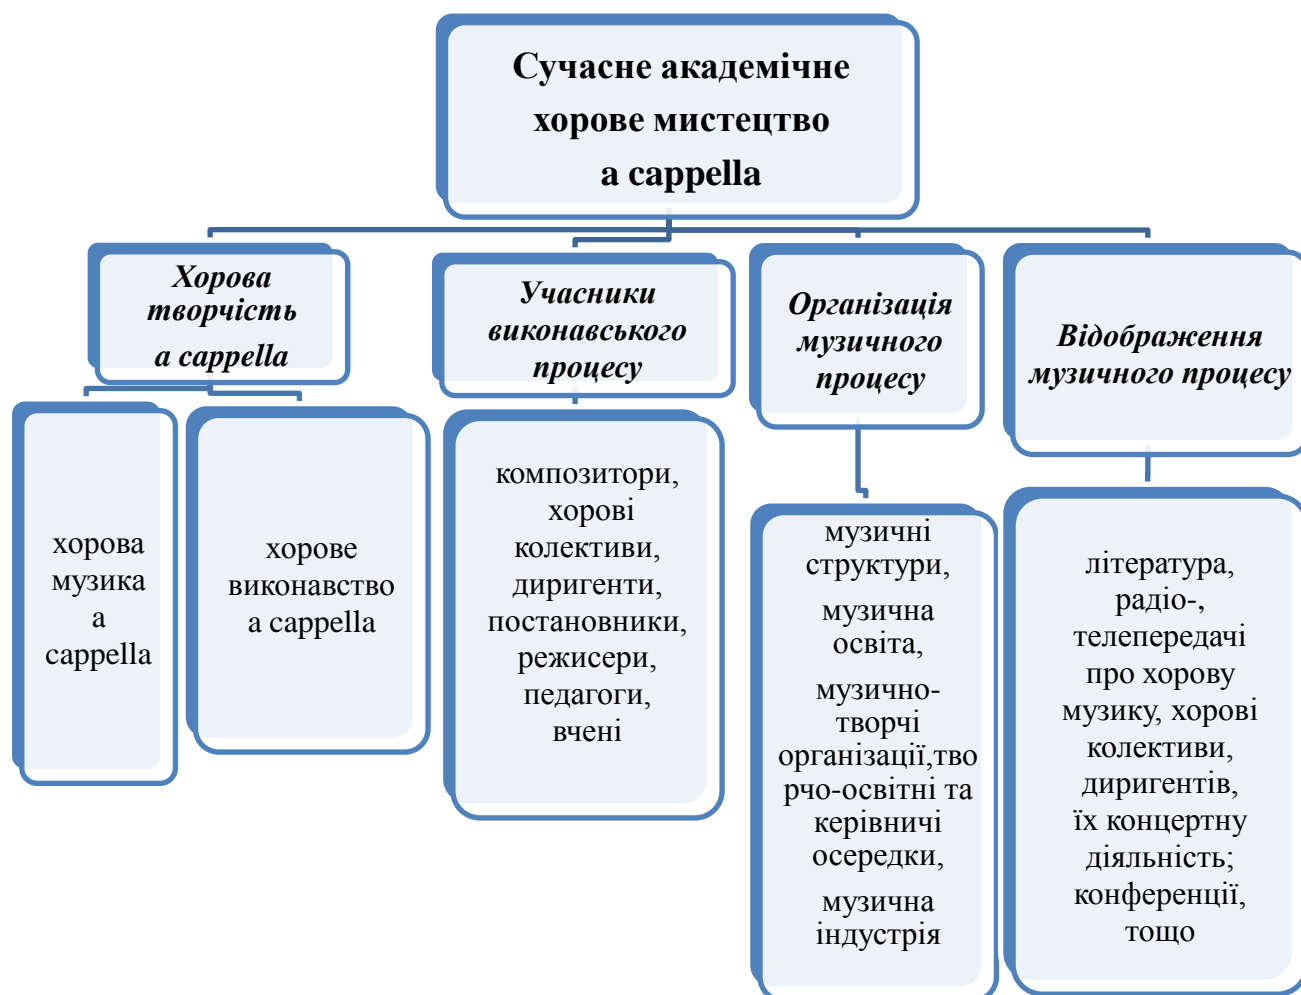 Сучасне академічне
хорове мистецтво
a cappella
Хорова
творчість
a cappella
Учасники
виконавського
процесу
Організація
музичного
процесу
Відображення
музичного процесу
хорова
музика
a
cappella
хорове
виконавство
a cappella
композитори,
хорові
колективи,
диригенти,
постановники,
режисери,
педагоги,
вчені
музичні
структури,
музична
освіта,
музично-
творчі
організації,тво
рчо-освітні та
керівничі
осередки,
музична
індустрія
література,
радіо-,
телепередачі
про хорову
музику, хорові
колективи,
диригентів,
їх концертну
діяльність;
конференції,
тощо